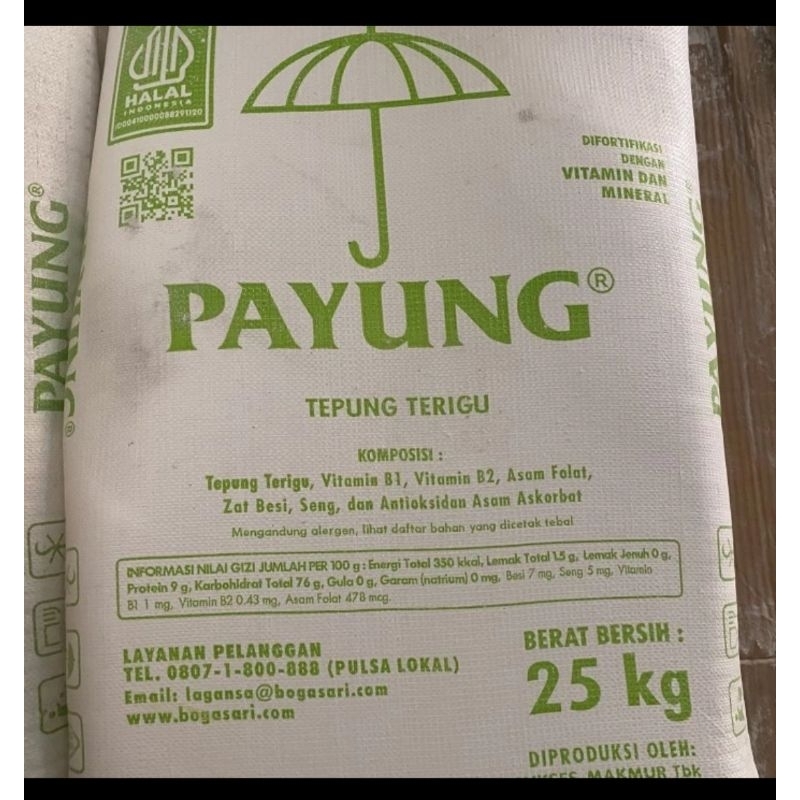 HALAL
INDONESIA
ID00410000088291120
DIFORTIFIKASI
DENGAN
VITAMIN DAN
MINERAL
PAYUNG®
PAYUNG®
PAYUNG
TEPUNG TERIGU
KOMPOSISI :
Tepung Terigu, Vitamin B1, Vitamin B2, Asam Folat,
Zat Besi, Seng, dan Antioksidan Asam Askorbat
Mengandung alergen, lihat daftar bahan yang dicetak tebal
INFORMASI NILAI GIZI JUMLAH PER 100 g : Energi Total 350 kkal, Lemak Total 1.5 g, Lemak Jenuh 0 g,
Protein 9 g, Karbohidrat Total 76 g, Gula 0 g, Garam (natrium) 0 mg, Besi 7 mg, Seng 5 mg, Vitamin
B1 1 mg, Vitamin B2 0.43 mg, Asam Folat 478 mcg.
LAYANAN PELANGGAN
TEL. 0807-1-800-888 (PULSA LOKAL)
Email: lagansa@bogasari.com
www.bogasari.com
BERAT BERSIH :
25 kg
DIPRODUKSI OLEH:
MAKMUR Tbk